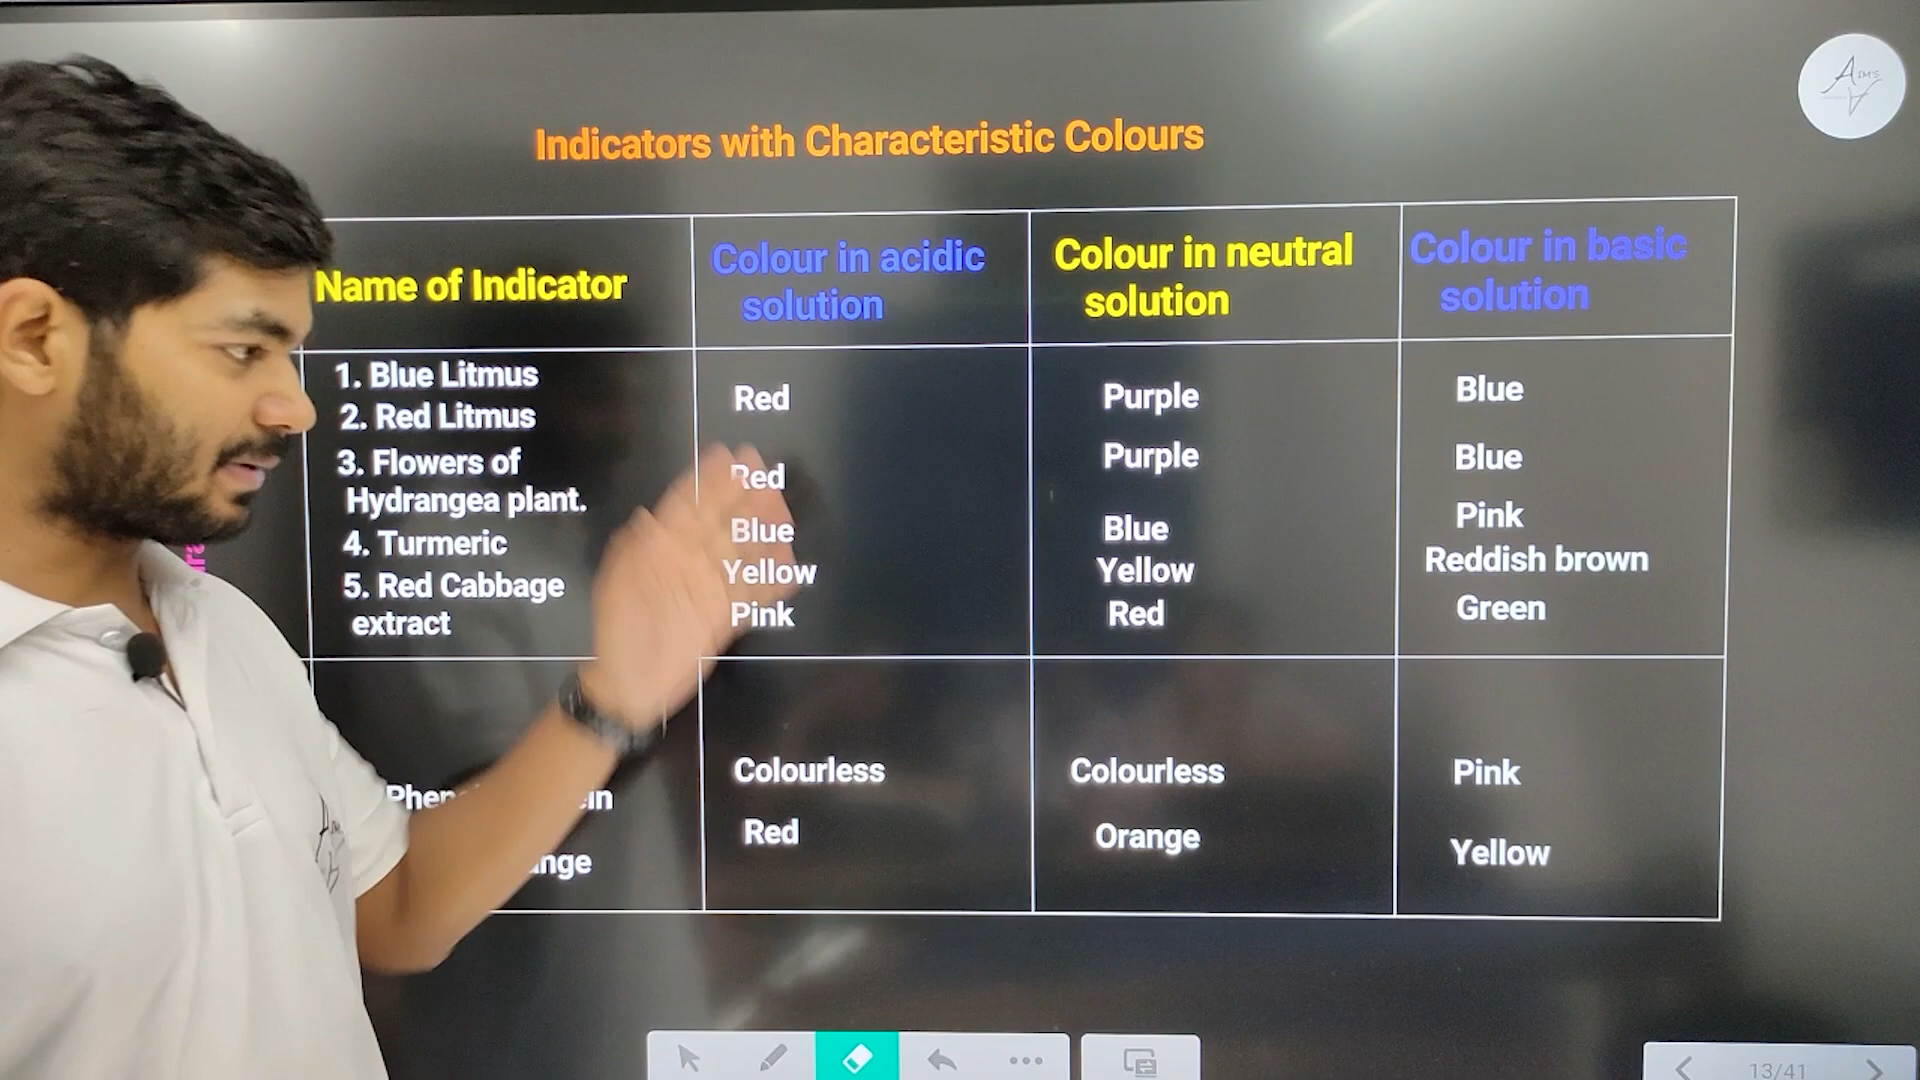 Indicators with Characteristic Colours
Name of Indicator
Colour in acidic
solution
Colour in neutral
solution
Colour in basic
solution
1. Blue Litmus
2. Red Litmus
3. Flowers of
Hydrangea plant.
4. Turmeric
5. Red Cabbage
extract
Red
Red
Blue
Yellow
Pink
Purple
Purple
Blue
Yellow
Red
Blue
Blue
Pink
Reddish brown
Green
Colourless
Red
Colourless
Orange
Pink
Yellow
13/41